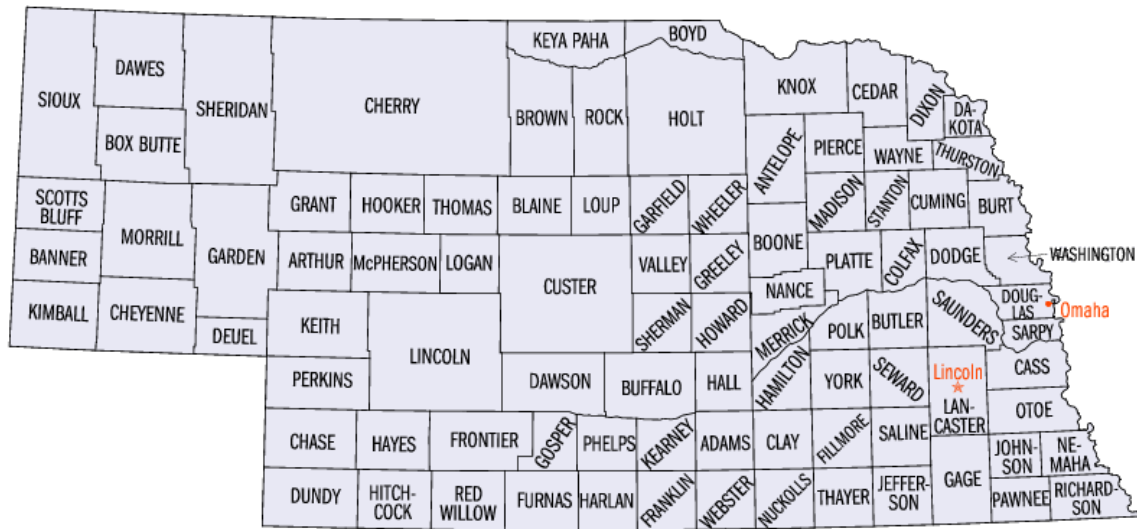 BOYD
KEYA PAHA
KNOX
CEDAR
DIXON
DA-
KOTA
DAWES
SIOUX
SHERIDAN
CHERRY
BROWN
ROCK
HOLT
ANTELOPE
PIERCE
WAYNE
THURSTON
BOX BUTTE
SCOTTS
BLUFF
GRANT
HOOKER
THOMAS
BLAINE
LOUP
GARFIELD
WHEELER
MADISON
STANTON
CUMING
BURT
MORRILL
GARDEN
BANNER
ARTHUR
McPHERSON
LOGAN
CUSTER
VALLEY
GREELEY
BOONE
PLATTE
COLFAX
DODGE
WASHINGTON
NANCE
KIMBALL
CHEYENNE
DEUEL
KEITH
LINCOLN
SHERMAN
HOWARD
MERRICK
POLK
BUTLER
SAUNDERS
DOUG-
LAS
Omaha
SARPY
PERKINS
DAWSON
BUFFALO
HALL
HAMILTON
YORK
SEWARD
Lincoln
LAN-
CASTER
CASS
OTOE
CHASE
HAYES
FRONTIER
GOSPER
PHELPS
KEARNEY
ADAMS
CLAY
FILLMORE
SALINE
JOHN-
SON
NE-
MAHA
DUNDY
HITCH-
COCK
RED
WILLOW
FURNAS
HARLAN
FRANKLIN
WEBSTER
NUCKOLLS
THAYER
JEFFER-
SON
GAGE
PAWNEE
RICHARD-
SON